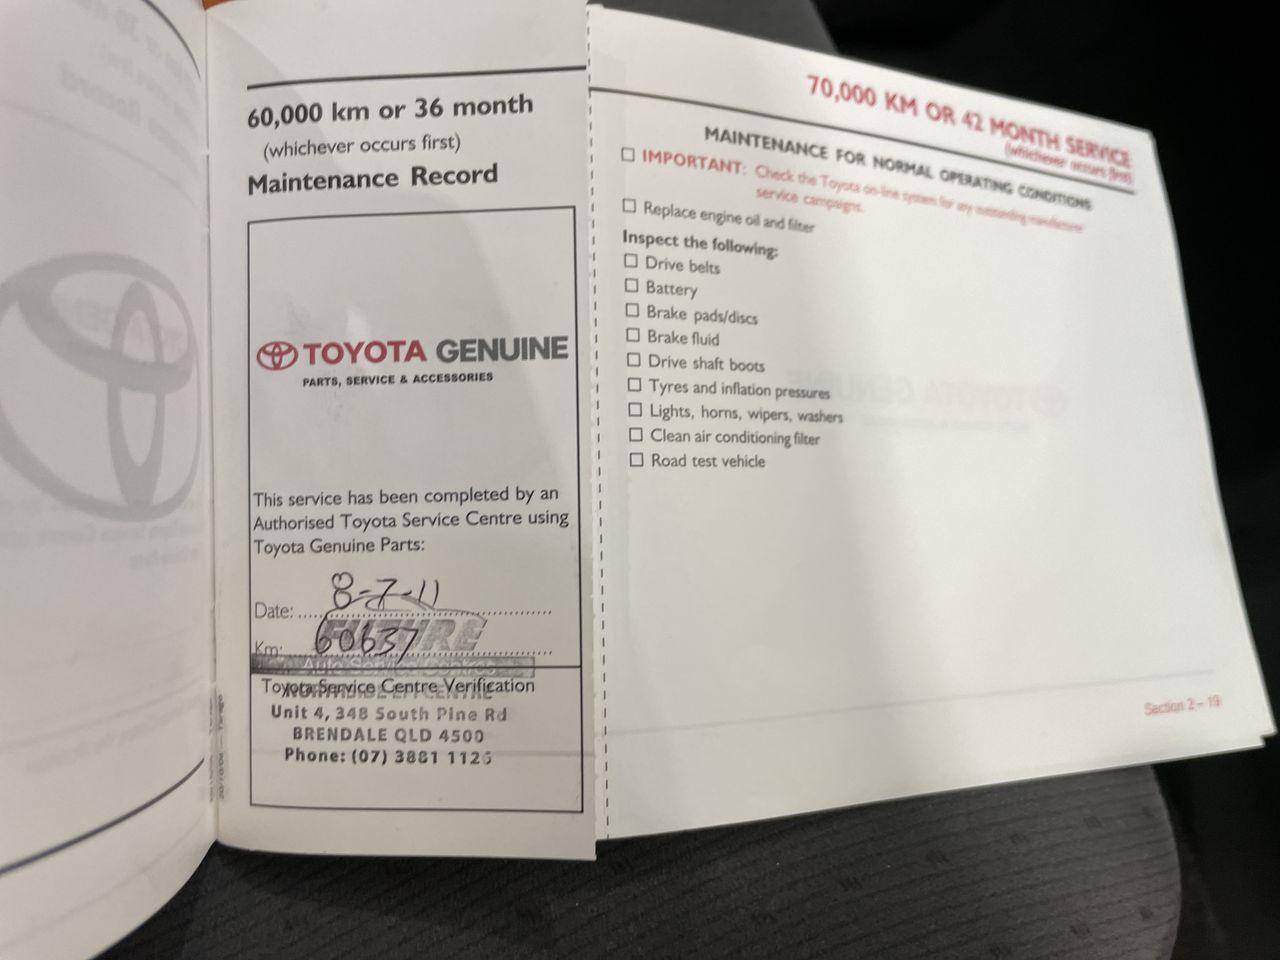 60,000 km or 36 month
(whichever occurs first)
Maintenance Record
TOYOTA GENUINE
PARTS, SERVICE & ACCESSORIES
This service has been completed by an
Authorised Toyota Service Centre using
Toyota Genuine Parts:
Date: 8-7-11
Km: 60637
Toyota Service Centre Verification
Unit 4, 348 South Pine Rd
BRENDALE QLD 4500
Phone: (07) 3881 1126
70,000 KM OR 42 MONTH SERVICE
(whichever occurs first)
MAINTENANCE FOR NORMAL OPERATING CONDITIONS
IMPORTANT: Check the Toyota on-line system for any outstanding manufacturer
service campaigns.
Replace engine oil and filter
Inspect the following:
Drive belts
Battery
Brake pads/discs
Brake fluid
Drive shaft boots
Tyres and inflation pressures
Lights, horns, wipers, washers
Clean air conditioning filter
Road test vehicle
Section 2 – 19